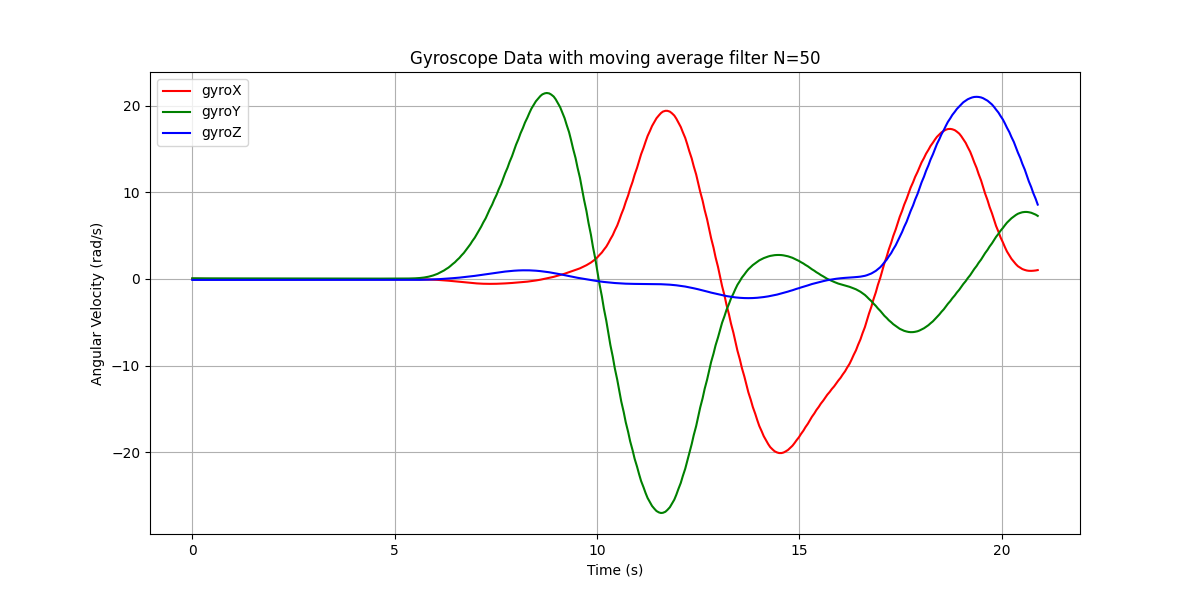 Gyroscope Data with moving average filter N=50
gyroX
gyroY
gyroZ
20
10
0
−10
−20
Angular Velocity (rad/s)
0 5 10 15 20
Time (s)